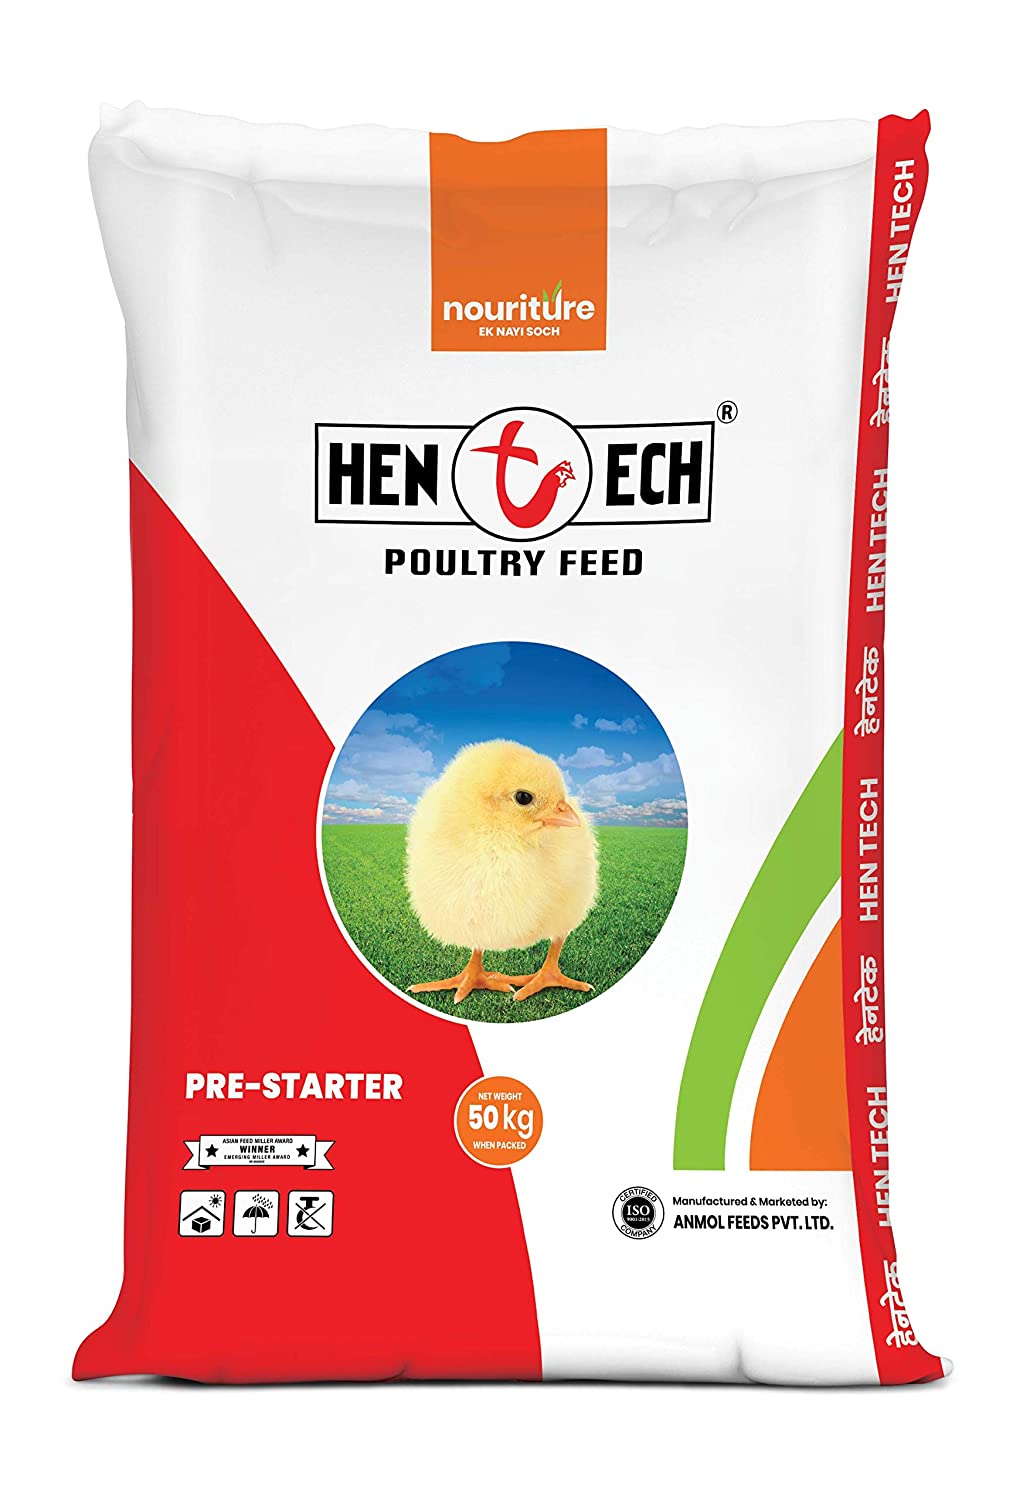 nouriture
EK NAYI SOCH
HEN tECH ®
POULTRY FEED
PRE-STARTER
NET WEIGHT
50 kg
WHEN PACKED
ASIAN FEED MILLER AWARD
WINNER
EMERGING MILLER AWARD
CERTIFIED
ISO
9001:2015
COMPANY
Manufactured & Marketed by:
ANMOL FEEDS PVT. LTD.
HEN TECH
हेनटेक
HEN TECH
हेनटेक
HEN TECH
हेनटेक
HEN TECH
हेनटेक